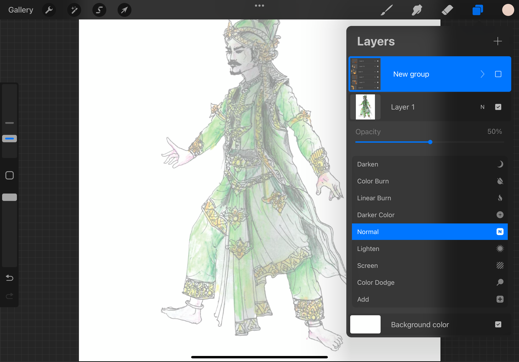 Gallery
Layers
New group
Layer 1
N
Opacity
50%
Darken
Color Burn
Linear Burn
Darker Color
Normal
Lighten
Screen
Color Dodge
Add
Background color